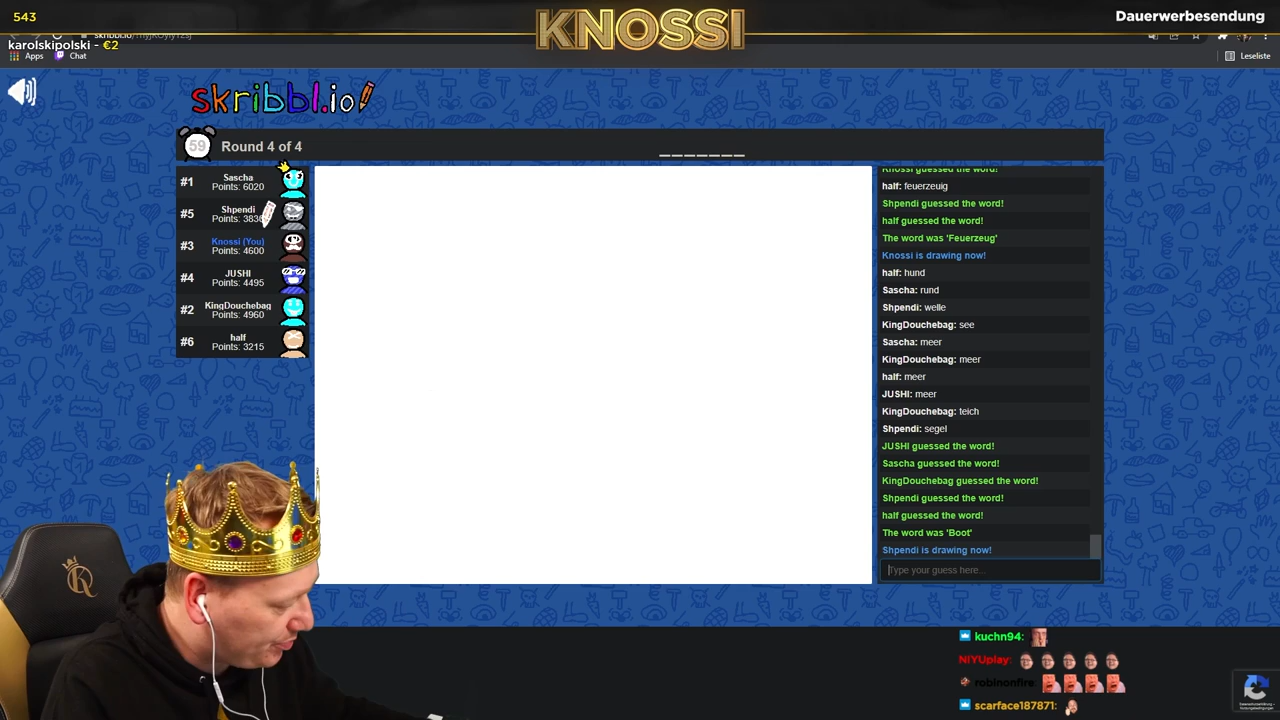 543
KNOSSI
Dauerwerbesendung
karolskipolski - €2
Apps
Chat
Leseliste
skribbl.io
59
Round 4 of 4
_______
#1
Sascha
Points: 6020
#5
Shpendi
#3
Knossi (You)
Points: 4600
#4
JUSHI
Points: 4495
#2
KingDouchebag
Points: 4960
#6
half
Points: 3215
Knossi guessed the word!
half: feuerzeuig
Shpendi guessed the word!
half guessed the word!
The word was 'Feuerzeug'
Knossi is drawing now!
half: hund
Sascha: rund
Shpendi: welle
KingDouchebag: see
Sascha: meer
KingDouchebag: meer
half: meer
JUSHI: meer
KingDouchebag: teich
Shpendi: segel
JUSHI guessed the word!
Sascha guessed the word!
KingDouchebag guessed the word!
Shpendi guessed the word!
half guessed the word!
The word was 'Boot'
Shpendi is drawing now!
Type your guess here...
kuchn94:
NiYUplay:
robinonfire:
scarface187871: